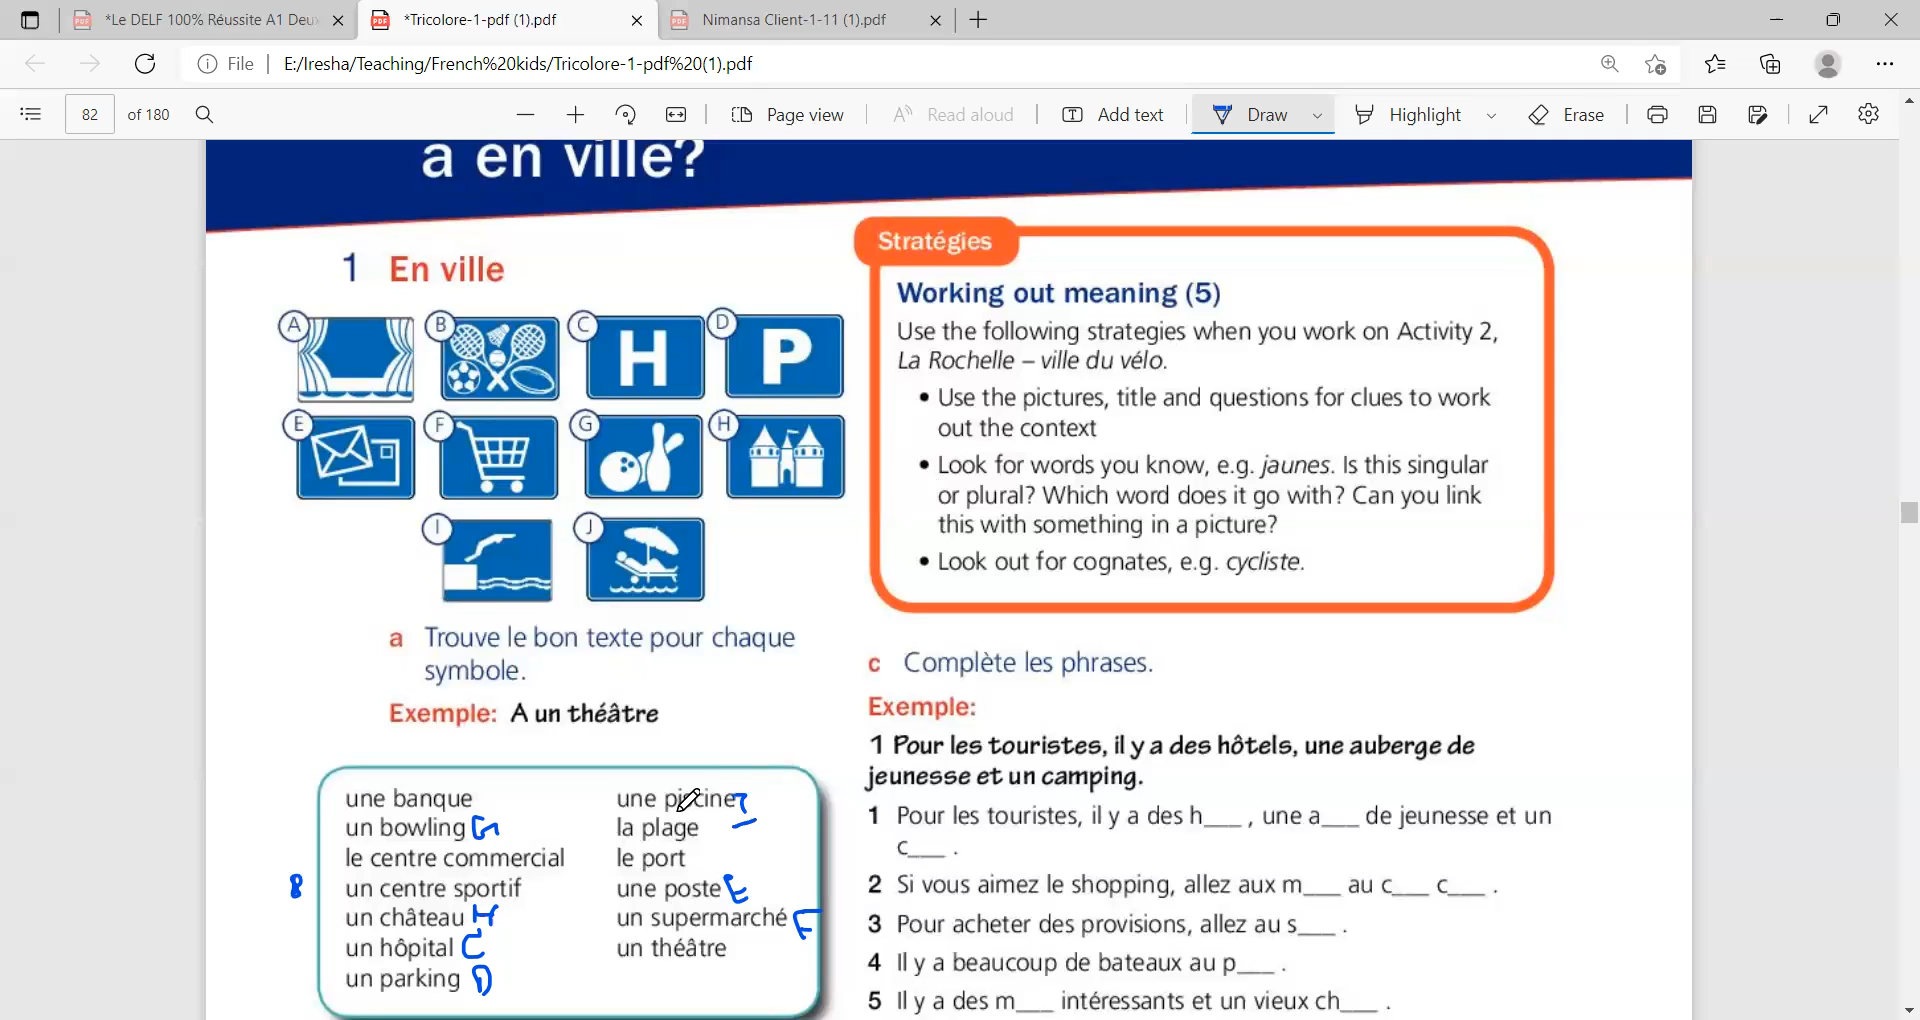 *Le DELF 100% Réussite A1 Deux
*Tricolore-1-pdf (1).pdf
Nimansa Client-1-11 (1).pdf
File
E:/Iresha/Teaching/French%20kids/Tricolore-1-pdf%20(1).pdf
82 of 180
Page view
Read aloud
Add text
Draw
Highlight
Erase
a en ville?
1 En ville
A
B
C H
D P
E
F
G
H
I
J
a Trouve le bon texte pour chaque
symbole.
Exemple: A un théâtre
une banque
un bowling G
le centre commercial
B un centre sportif
un château H
un hôpital C
un parking D
une piscine I
la plage
le port
une poste E
un supermarché F
un théâtre
Stratégies
Working out meaning (5)
Use the following strategies when you work on Activity 2,
La Rochelle – ville du vélo.
• Use the pictures, title and questions for clues to work
out the context
• Look for words you know, e.g. jaunes. Is this singular
or plural? Which word does it go with? Can you link
this with something in a picture?
• Look out for cognates, e.g. cycliste.
c Complète les phrases.
Exemple:
1 Pour les touristes, il y a des hôtels, une auberge de
jeunesse et un camping.
1 Pour les touristes, il y a des h___ , une a___ de jeunesse et un
c___ .
2 Si vous aimez le shopping, allez aux m___ au c___ c___ .
3 Pour acheter des provisions, allez au s___ .
4 Il y a beaucoup de bateaux au p___ .
5 Il y a des m___ intéressants et un vieux ch___ .